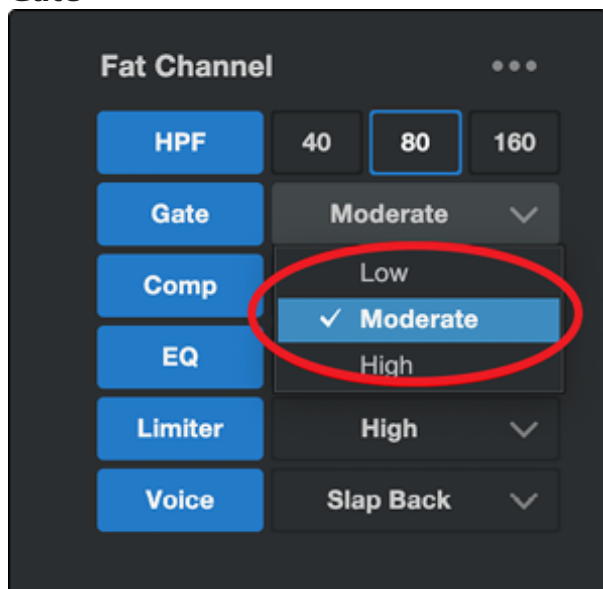 Gate
Fat Channel
HPF 40 80 160
Gate Moderate
Low
Comp
✓ Moderate
EQ High
Limiter High
Voice Slap Back